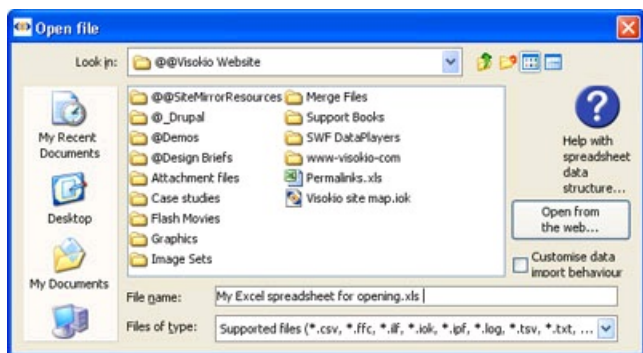 Open file
Look in:
@@Visokio Website
My Recent
Documents
Desktop
My Documents
@@SiteMirrorResources
@_Drupal
@Demos
@Design Briefs
Attachment files
Case studies
Flash Movies
Graphics
Image Sets
Merge Files
Support Books
SWF DataPlayers
www-visokio-com
Permalinks.xls
Visokio site map.iok
Help with
spreadsheet
data
structure...
Open from
the web...
Customise data
import behaviour
File name:
My Excel spreadsheet for opening.xls
Files of type:
Supported files (*.csv, *.ffc, *.ilf, *.iok, *.ipf, *.log, *.tsv, *.txt, ...